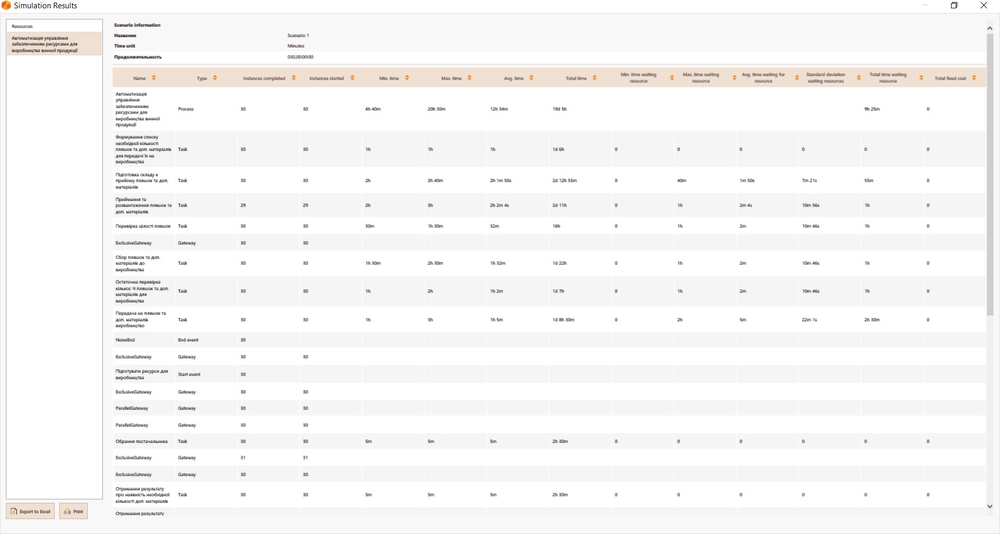 Simulation Results
Resources
Автоматизація управління
забезпеченням ресурсами для
виробництва винної продукції
Export to Excel
Print
Scenario Information
Название Scenario 1
Time unit Minutes
Продолжительность 030,00:00:00
Name Type Instances completed Instances started Min. time Max. time Avg. time Total time Min. time waiting resource Max. time waiting resource Avg. time waiting for resource Standard deviation waiting resources Total time waiting resource Total fixed cost
Автоматизація
управління
забезпеченням
ресурсами для
виробництва винної
продукції
Process 30 30 4h 40m 20h 30m 12h 34m 19d 5h 9h 25m 0
Формування списку
необхідної кількості
пляшок та доп. матеріалів
для передачі їх на
виробництва
Task 30 30 1h 1h 1h 1d 6h 0 0 0 0 0 0
Підготовка складу к
прийому пляшок та доп.
матеріалів
Task 30 30 2h 2h 40m 2h 1m 50s 2d 12h 55m 0 40m 1m 50s 7m 21s 55m 0
Приймання та
розвантаження пляшок та
доп. матеріалів
Task 29 29 2h 3h 2h 2m 4s 2d 11h 0 1h 2m 4s 10m 56s 1h 0
Перевірка цілості пляшок Task 30 30 30m 1h 30m 32m 16h 0 1h 2m 10m 46s 1h 0
ExclusiveGateway Gateway 30 30
Сбор пляшок та доп.
матеріалів до
виробництва
Task 30 30 1h 30m 2h 30m 1h 32m 1d 22h 0 1h 2m 10m 46s 1h 0
Остаточна перевірка
кількос ті пляшок та доп.
матеріалів для
виробництва
Task 30 30 1h 2h 1h 2m 1d 7h 0 1h 2m 10m 46s 1h 0
Передача на пляшок та
доп. матеріалів
виробництво
Task 30 30 1h 3h 1h 5m 1d 8h 30m 0 2h 5m 22m 1s 2h 30m 0
NoneEnd End event 30
ExclusiveGateway Gateway 30 30
Підготувати ресурси для
виробництва
Start event 30
ExclusiveGateway Gateway 30 30
ParallelGateway Gateway 30 30
ParallelGateway Gateway 30 30
Обрання постачальника Task 30 30 5m 5m 5m 2h 30m 0 0 0 0 0 0
ExclusiveGateway Gateway 31 31
ExclusiveGateway Gateway 30 30
Отримання результату
про наявність необхідної
кількості доп. матеріалів
Task 30 30 5m 5m 5m 2h 30m 0 0 0 0 0 0
Отримання результату